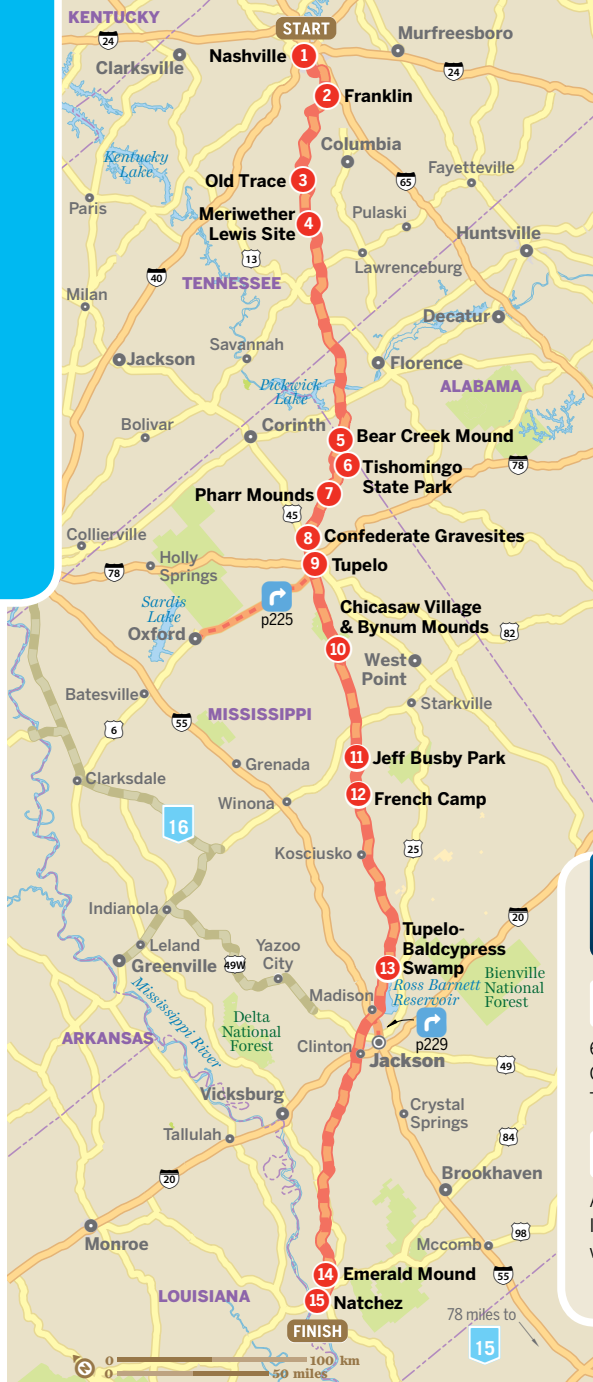 KENTUCKY
START
Murfreesboro
24
Clarksville
Nashville
1
24
2
Franklin
Kentucky
Lake
Columbia
Old Trace
3
65
Fayetteville
Paris
Meriwether
Lewis Site
4
Pulaski
Huntsville
13
Lawrenceburg
40
TENNESSEE
Milan
Decatur
Savannah
Jackson
Florence
Pickwick
Lake
ALABAMA
Bolivar
Corinth
5
Bear Creek Mound
6
Tishomingo
State Park
78
Pharr Mounds
7
45
8
Confederate Gravesites
Collierville
9
Tupelo
Holly
Springs
78
Sardis
Lake
p225
Chicasaw Village
& Bynum Mounds
82
Oxford
10
West
Point
Batesville
Starkville
6
55
MISSISSIPPI
11
Jeff Busby Park
Grenada
Clarksdale
12
French Camp
Winona
16
25
Kosciusko
Indianola
20
Tupelo-
Baldcypress
Swamp
Leland
Greenville
49W
Yazoo
City
13
Ross Barnett
Reservoir
Bienville
National
Forest
Mississippi River
Madison
Delta
National
Forest
p229
ARKANSAS
Clinton
Jackson
49
Vicksburg
Crystal
Springs
84
Tallulah
20
Brookhaven
Monroe
98
Mccomb
14
Emerald Mound
55
LOUISIANA
15
Natchez
78 miles to
15
FINISH
0
100 km
0
50 miles